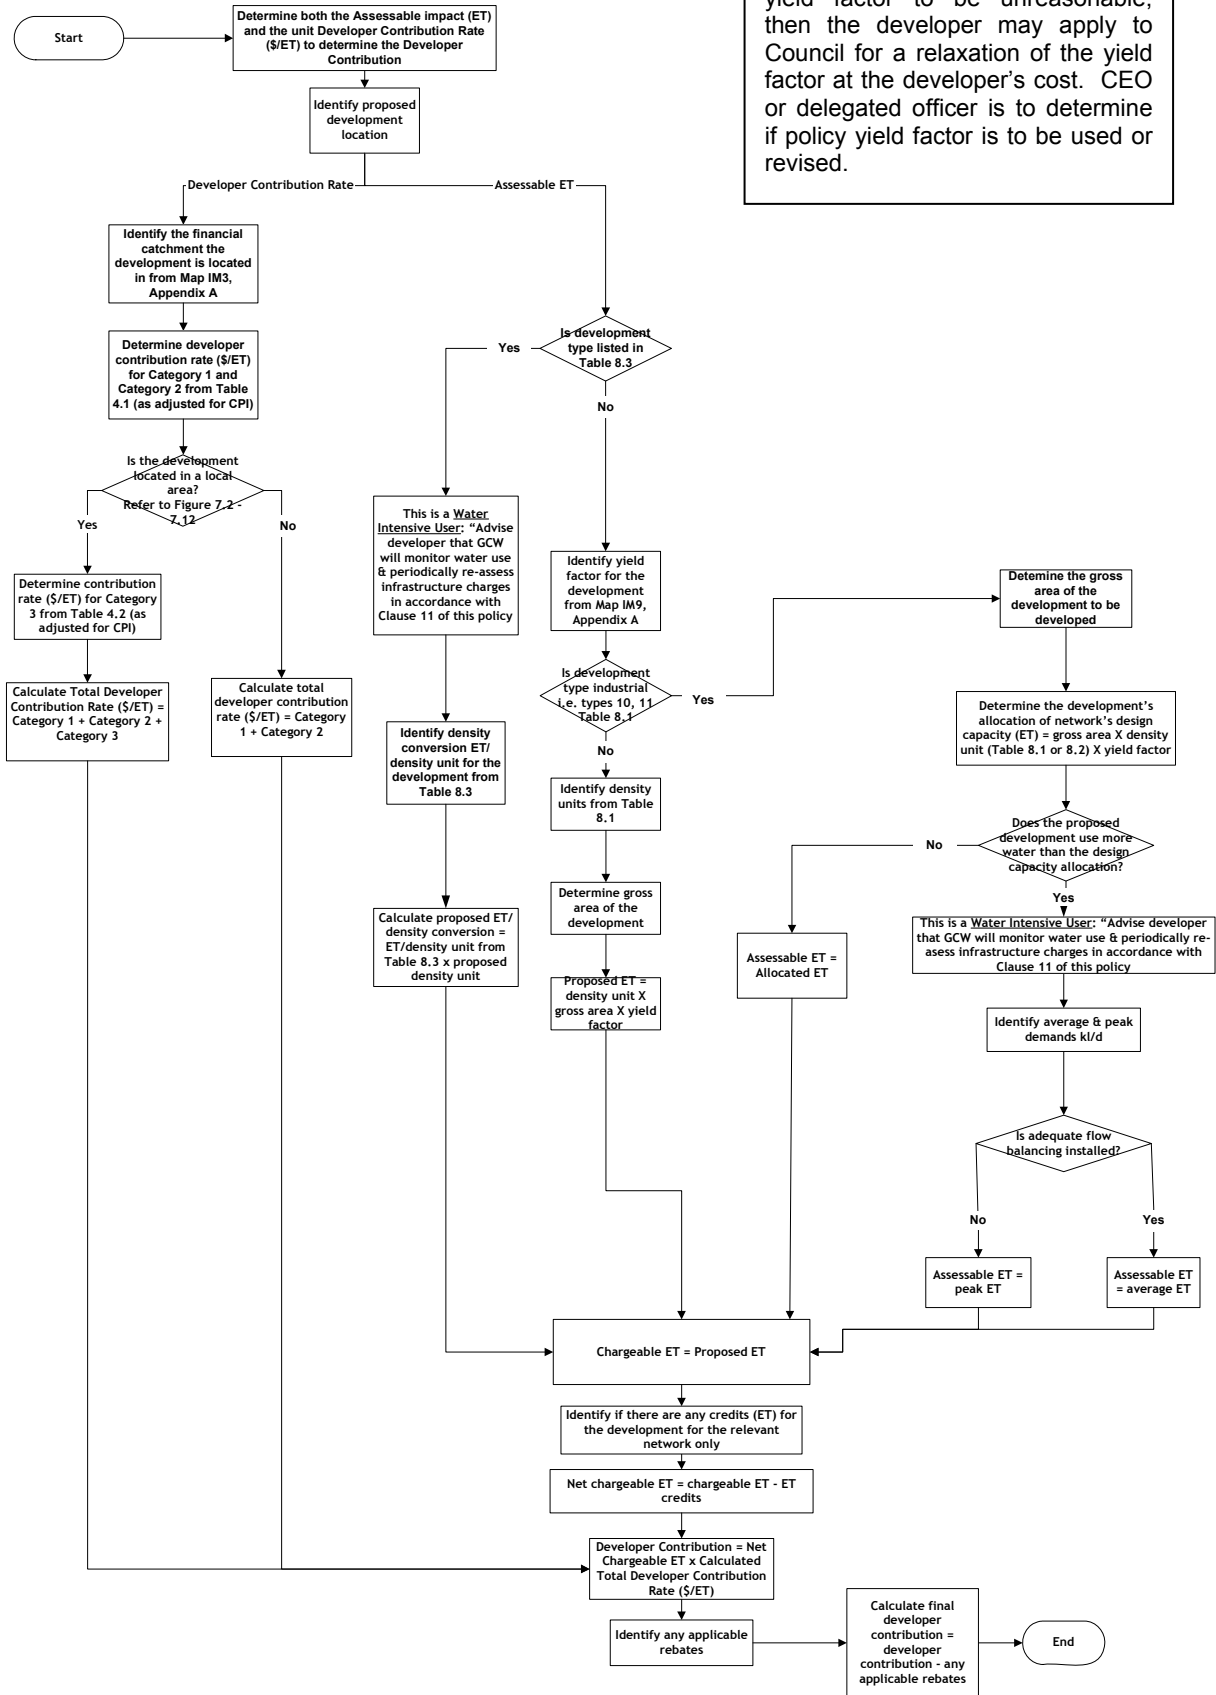 yield factor to be unreasonable,
then the developer may apply to
Council for a relaxation of the yield
factor at the developer's cost. CEO
or delegated officer is to determine
if policy yield factor is to be used or
revised.
Start
Determine both the Assessable impact (ET)
and the unit Developer Contribution Rate
($/ET) to determine the Developer
Contribution
Identify proposed
development
location
Developer Contribution Rate
Assessable ET
Identify the financial
catchment the
development is located
in from Map IM3,
Appendix A
Determine developer
contribution rate ($/ET)
for Category 1 and
Category 2 from Table
4.1 (as adjusted for CPI)
Is the development
located in a local
area?
Refer to Figure 7.2 -
7.12
Yes
No
Determine contribution
rate ($/ET) for Category
3 from Table 4.2 (as
adjusted for CPI)
Calculate Total Developer
Contribution Rate ($/ET) =
Category 1 + Category 2 +
Category 3
Calculate total
developer contribution
rate ($/ET) = Category
1 + Category 2
Is development
type listed in
Table 8.3
Yes
No
This is a Water
Intensive User: "Advise
developer that GCW
will monitor water use
& periodically re-assess
infrastructure charges
in accordance with
Clause 11 of this policy
Identify density
conversion ET/
density unit for the
development from
Table 8.3
Calculate proposed ET/
density conversion =
ET/density unit from
Table 8.3 x proposed
density unit
Identify yield
factor for the
development
from Map IM9,
Appendix A
Is development
type industrial
i.e. types 10, 11
Table 8.1
Yes
No
Identify density
units from Table
8.1
Determine gross
area of the
development
Proposed ET =
density unit X
gross area X yield
factor
Detemine the gross
area of the
development to be
developed
Determine the development's
allocation of network's design
capacity (ET) = gross area X density
unit (Table 8.1 or 8.2) X yield factor
Does the proposed
development use more
water than the design
capacity allocation?
No
Yes
Assessable ET =
Allocated ET
This is a Water Intensive User: "Advise developer
that GCW will monitor water use & periodically re-
asess infrastructure charges in accordance with
Clause 11 of this policy
Identify average & peak
demands kl/d
Is adequate flow
balancing installed?
No
Yes
Assessable ET =
peak ET
Assessable ET
= average ET
Chargeable ET = Proposed ET
Identify if there are any credits (ET) for
the development for the relevant
network only
Net chargeable ET = chargeable ET - ET
credits
Developer Contribution = Net
Chargeable ET x Calculated
Total Developer Contribution
Rate ($/ET)
Identify any applicable
rebates
Calculate final
developer
contribution =
developer
contribution - any
applicable rebates
End